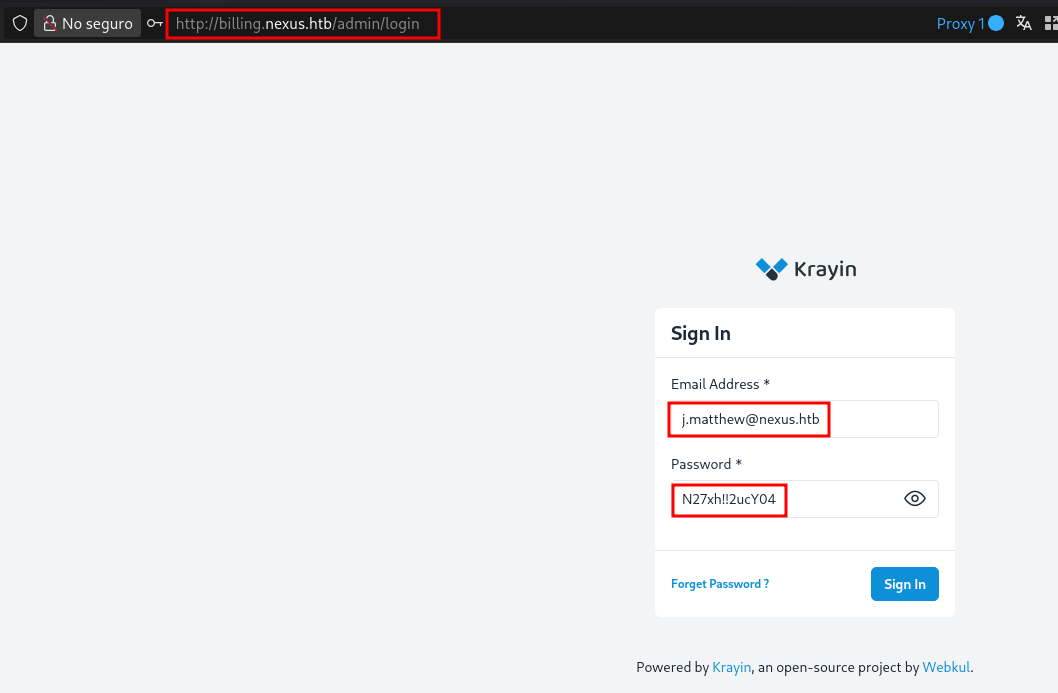 No seguro
http://billing.nexus.htb/admin/login
Proxy 1
Krayin
Sign In
Email Address *
j.matthew@nexus.htb
Password *
N27xh!!2ucY04
Forget Password ?
Sign In
Powered by Krayin, an open-source project by Webkul.